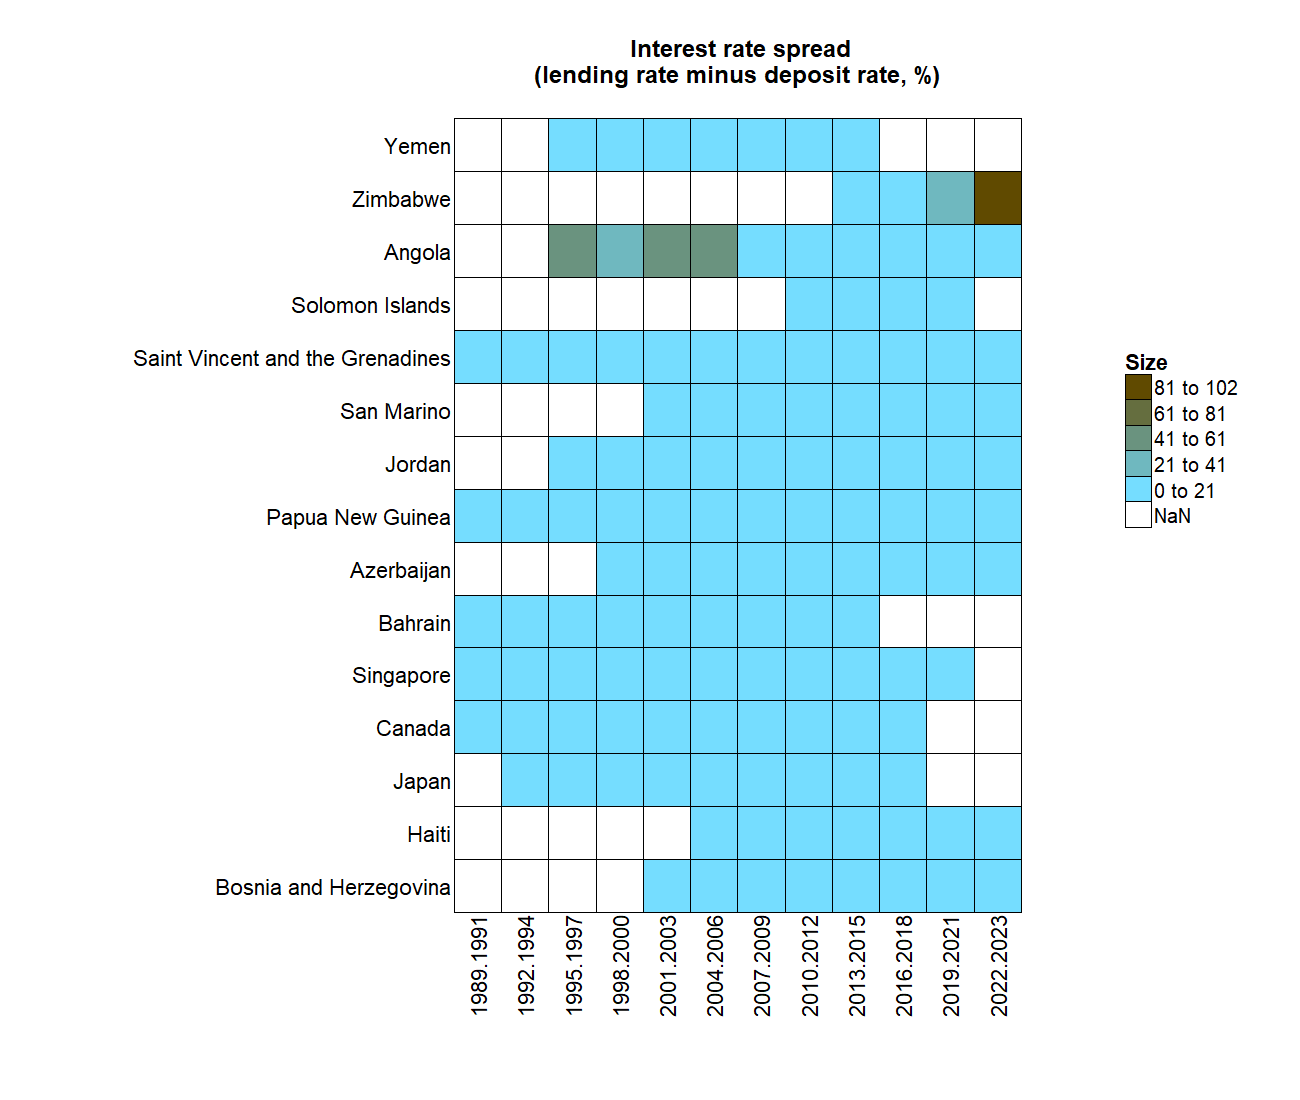 Interest rate spread
(lending rate minus deposit rate, %)
Yemen
Zimbabwe
Angola
Solomon Islands
Saint Vincent and the Grenadines
San Marino
Jordan
Papua New Guinea
Azerbaijan
Bahrain
Singapore
Canada
Japan
Haiti
Bosnia and Herzegovina
1989.1991
1992.1994
1995.1997
1998.2000
2001.2003
2004.2006
2007.2009
2010.2012
2013.2015
2016.2018
2019.2021
2022.2023
Size
81 to 102
61 to 81
41 to 61
21 to 41
0 to 21
NaN